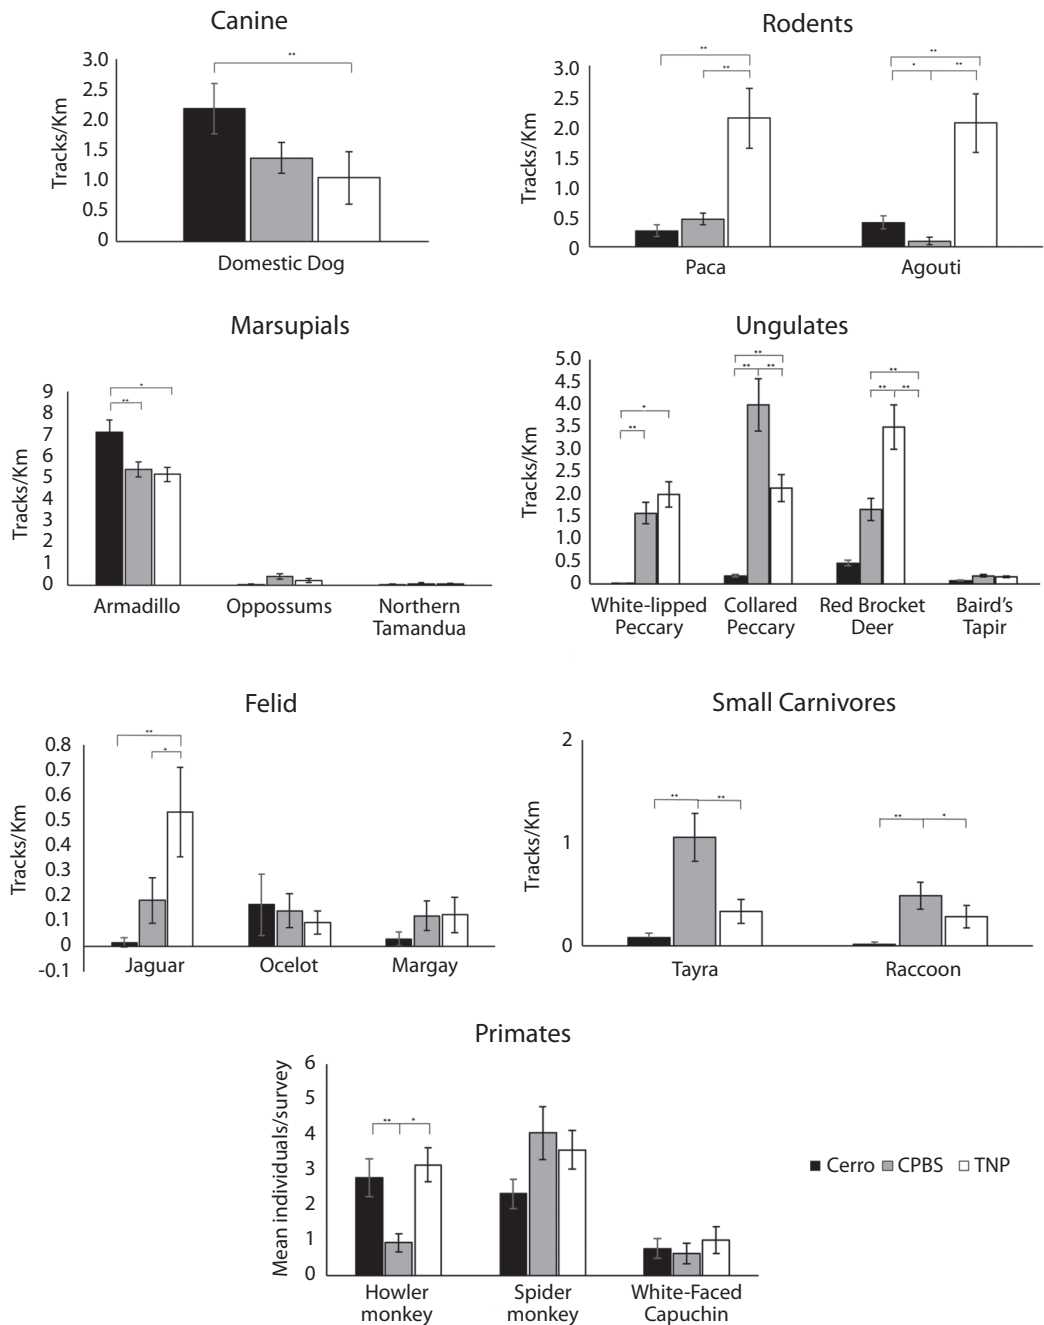 Canine
**
3.0
2.5
2.0
1.5
1.0
0.5
0
Tracks/Km
Domestic Dog
Rodents
**
**
**
*
**
3.0
2.5
2.0
1.5
1.0
0.5
0
Tracks/Km
Paca
Agouti
Marsupials
*
**
9
8
7
6
5
4
3
2
1
0
Tracks/Km
Armadillo
Oppossums
Northern
Tamandua
Ungulates
*
**
**
**
**
**
**
**
5.0
4.5
4.0
3.5
3.0
2.5
2.0
1.5
1.0
0.5
0
Tracks/Km
White-lipped
Peccary
Collared
Peccary
Red Brocket
Deer
Baird's
Tapir
Felid
**
*
0.8
0.7
0.6
0.5
0.4
0.3
0.2
0.1
0
-0.1
Tracks/Km
Jaguar
Ocelot
Margay
Small Carnivores
**
**
**
*
2
1
0
Tracks/Km
Tayra
Raccoon
Primates
**
*
6
5
4
3
2
1
0
Mean individuals/survey
Howler
monkey
Spider
monkey
White-Faced
Capuchin
Cerro CPBS TNP